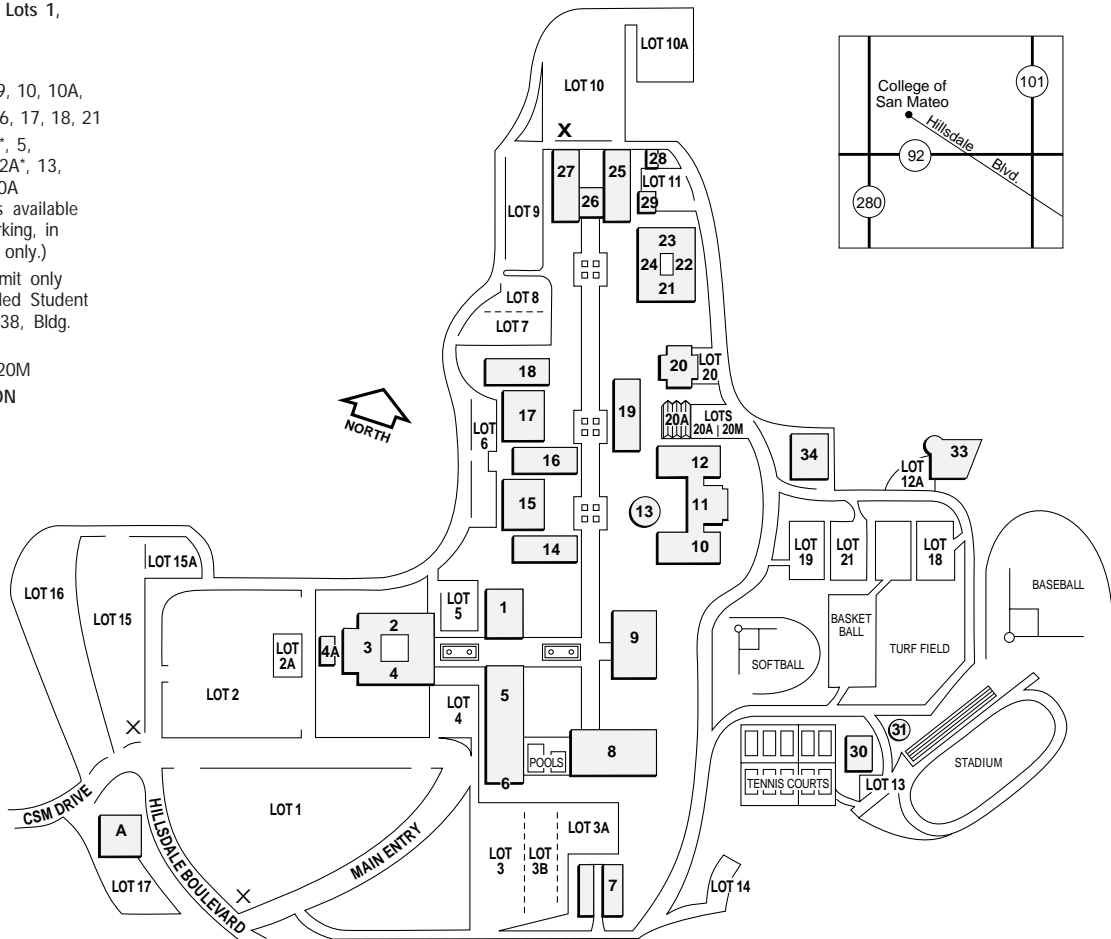 Lots 1,
9, 10, 10A,
6, 17, 18, 21
*, 5,
2A*, 13,
0A
s available
rking, in
only.)
mit only
led Student
38, Bldg.
20M
ON
LOT 10A
LOT 10
X
27
25
26
28
LOT 11
29
LOT 9
23
24
22
21
LOT 8
LOT 7
18
20
LOT
20
17
19
20A
LOTS
20A | 20M
LOT
6
16
12
15
13
11
14
10
NORTH
34
33
LOT
12A
LOT
19
LOT
21
LOT
18
BASEBALL
BASKET
BALL
TURF FIELD
SOFTBALL
LOT 16
LOT 15A
LOT 15
LOT
5
1
2
3
4
4A
LOT
2A
LOT 2
9
5
LOT
4
8
POOLS
6
31
30
STADIUM
TENNIS COURTS
LOT 13
X
CSM DRIVE
A
LOT 17
HILLSDALE BOULEVARD
LOT 1
MAIN ENTRY
X
LOT 3A
LOT
3
LOT
3B
7
LOT 14
College of
San Mateo
101
Hillsdale
Blvd.
92
280